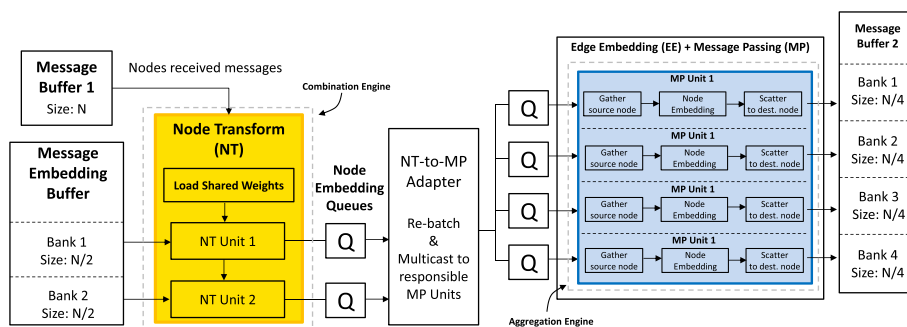 Message
Buffer 1
Size: N
Nodes received messages
Combination Engine
Message
Embedding
Buffer
Bank 1
Size: N/2
Bank 2
Size: N/2
Node Transform
(NT)
Load Shared Weights
NT Unit 1
NT Unit 2
Node
Embedding
Queues
Q
Q
NT-to-MP
Adapter
Re-batch
&
Multicast to
responsible
MP Units
Q
Q
Q
Q
Edge Embedding (EE) + Message Passing (MP)
MP Unit 1
Gather
source node
Node
Embedding
Scatter
to dest. node
MP Unit 1
Gather
source node
Node
Embedding
Scatter
to dest. node
MP Unit 1
Gather
source node
Node
Embedding
Scatter
to dest. node
MP Unit 1
Gather
source node
Node
Embedding
Scatter
to dest. node
Aggregation Engine
Message
Buffer 2
Bank 1
Size: N/4
Bank 2
Size: N/4
Bank 3
Size: N/4
Bank 4
Size: N/4